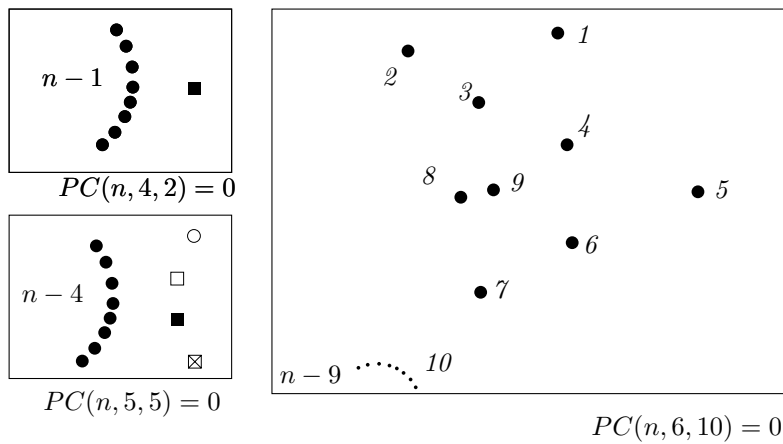 n − 1
PC(n, 4, 2) = 0
n − 4
PC(n, 5, 5) = 0
1
2
3
4
5
8
9
6
7
10
n − 9
PC(n, 6, 10) = 0